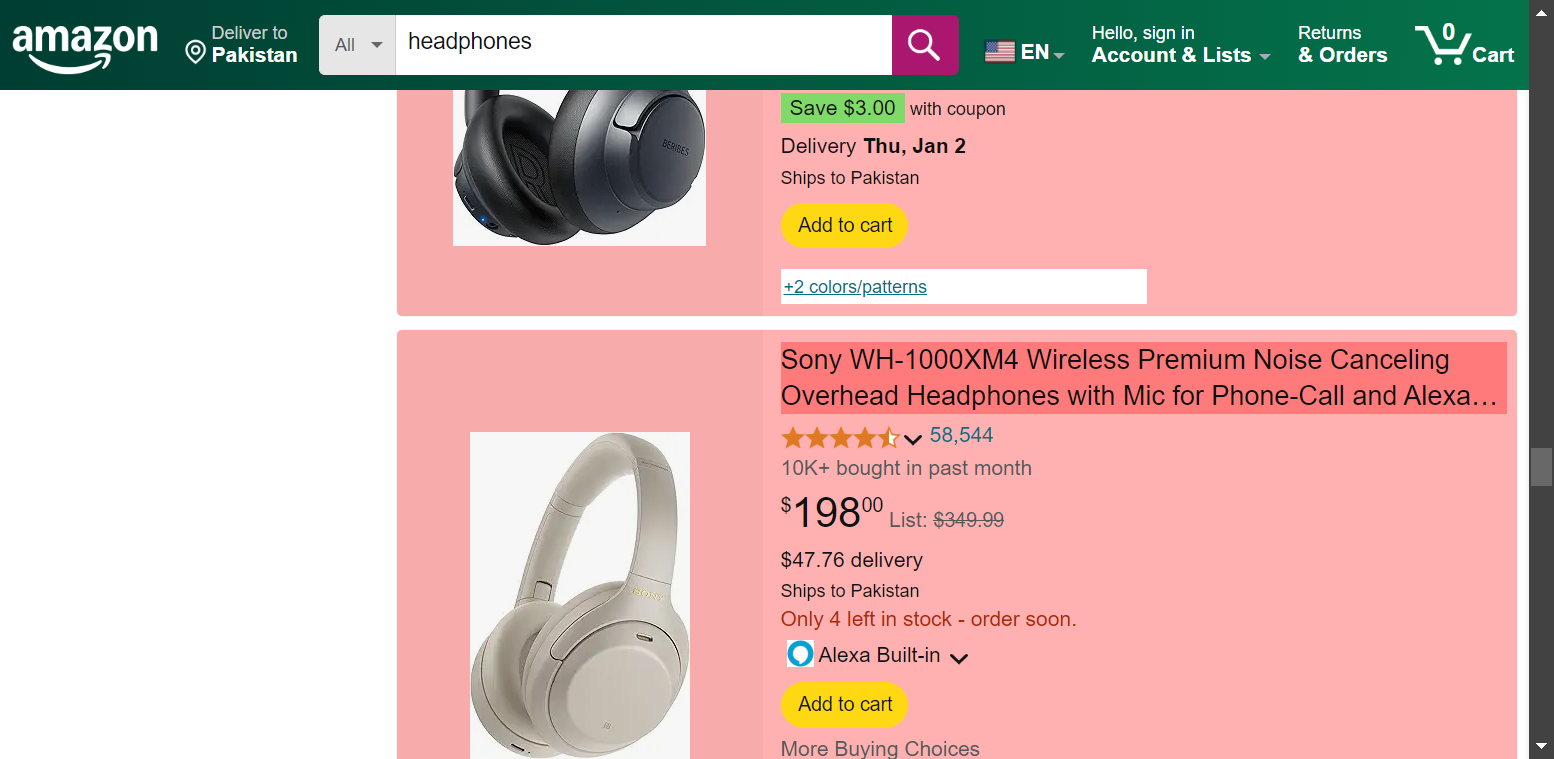 amazon
Deliver to
Pakistan
All
headphones
EN
Hello, sign in
Account & Lists
Returns
& Orders
0
Cart
BERIBES
Save $3.00 with coupon
Delivery Thu, Jan 2
Ships to Pakistan
Add to cart
+2 colors/patterns
Sony WH-1000XM4 Wireless Premium Noise Canceling
Overhead Headphones with Mic for Phone-Call and Alexa…
58,544
10K+ bought in past month
$19800 List: $349.99
$47.76 delivery
Ships to Pakistan
Only 4 left in stock - order soon.
Alexa Built-in
Add to cart
More Buying Choices
SONY